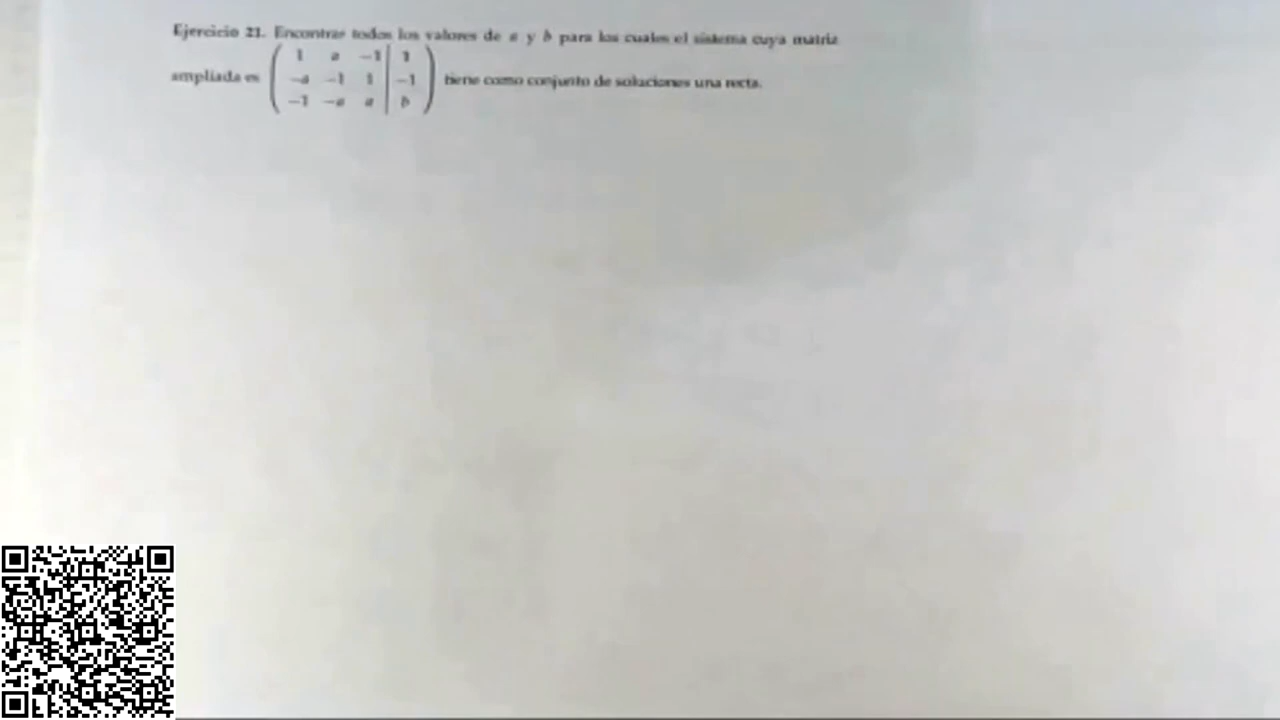 Ejercicio 21. Encontrar todos los valores de a y b para los cuales el sistema cuya matriz
ampliada es ( 1 a −1 | 1
−a −1 1 | −1
−1 −a a | b ) tiene como conjunto de soluciones una recta.